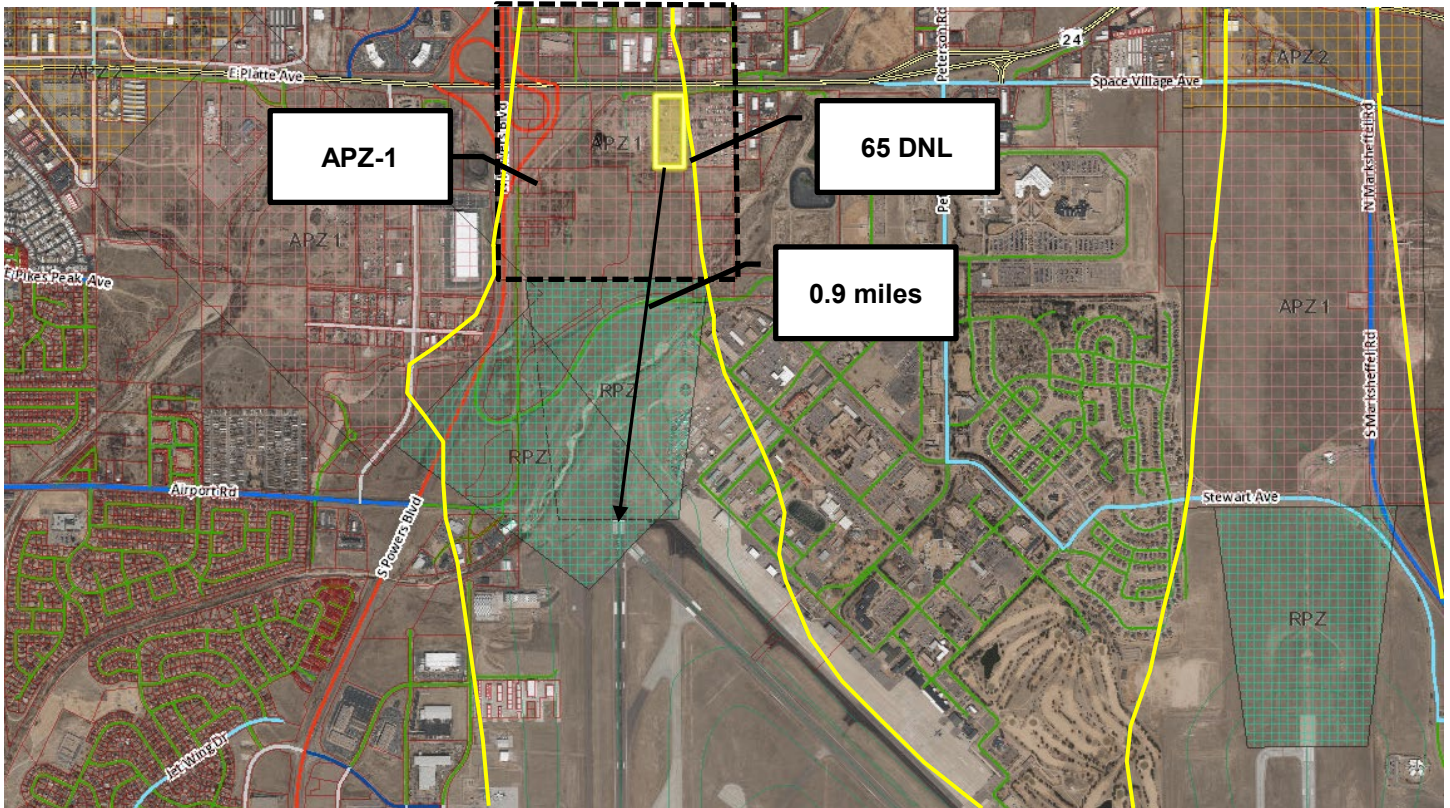 24
E Platte Ave
Peterson Rd
APZ 2
APZ 2
Space Village Ave
N Marksheffel Rd
APZ-1
APZ 1
65 DNL
APZ 1
E Pikes Peak Ave
0.9 miles
APZ 1
S Marksheffel Rd
RPZ
RPZ
Airport Rd
Stewart Ave
S Powers Blvd
RPZ
Jet Wing Dr